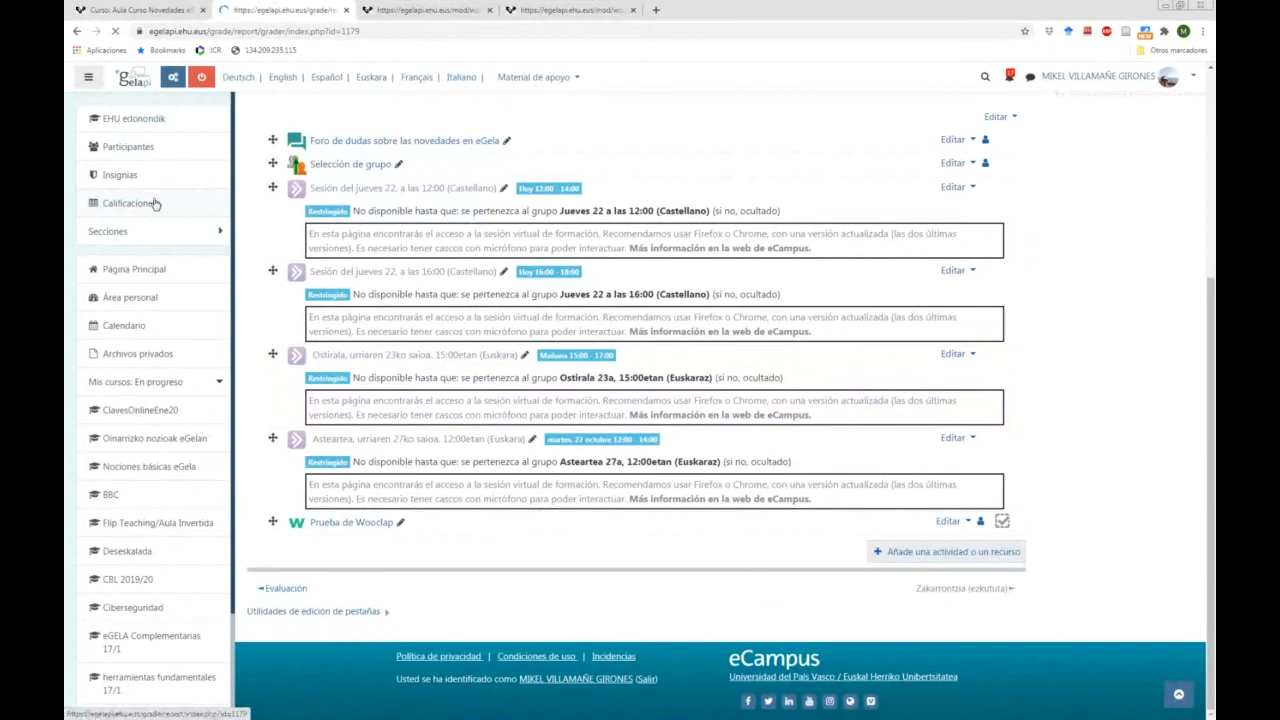 Curso: Aula Curso Novedades e
https://egelapi.ehu.eus/grade/re
https://egelapi.ehu.eus/mod/wo
https://egelapi.ehu.eus/mod/wo
egelapi.ehu.eus/grade/report/grader/index.php?id=1179
Aplicaciones
Bookmarks
JCR
134.209.235.115
Otros marcadores
gelapi
Deutsch | English | Español | Euskara | Français | Italiano | Material de apoyo
17
MIKEL VILLAMAÑE GIRONES
EHU edonondik
Participantes
Insignias
Calificaciones
Secciones
Página Principal
Área personal
Calendario
Archivos privados
Mis cursos: En progreso
ClavesOnlineEne20
Oinarrizko nozioak eGelan
Nociones básicas eGela
BBC
Flip Teaching/Aula Invertida
Deseskalada
CBL 2019/20
Ciberseguridad
eGELA Complementarias
17/1
herramientas fundamentales
17/1
Editar
Foro de dudas sobre las novedades en eGela
Editar
Selección de grupo
Editar
Sesión del jueves 22, a las 12:00 (Castellano) Hoy 12:00 - 14:00
Editar
Restringido No disponible hasta que: se pertenezca al grupo Jueves 22 a las 12:00 (Castellano) (si no, ocultado)
En esta página encontrarás el acceso a la sesión virtual de formación. Recomendamos usar Firefox o Chrome, con una versión actualizada (las dos últimas
versiones). Es necesario tener cascos con micrófono para poder interactuar. Más información en la web de eCampus.
Sesión del jueves 22, a las 16:00 (Castellano) Hoy 16:00 - 18:00
Editar
Restringido No disponible hasta que: se pertenezca al grupo Jueves 22 a las 16:00 (Castellano) (si no, ocultado)
En esta página encontrarás el acceso a la sesión virtual de formación. Recomendamos usar Firefox o Chrome, con una versión actualizada (las dos últimas
versiones). Es necesario tener cascos con micrófono para poder interactuar. Más información en la web de eCampus.
Ostirala, urriaren 23ko saioa. 15:00etan (Euskara) Mañana 15:00 - 17:00
Editar
Restringido No disponible hasta que: se pertenezca al grupo Ostirala 23a, 15:00etan (Euskaraz) (si no, ocultado)
En esta página encontrarás el acceso a la sesión virtual de formación. Recomendamos usar Firefox o Chrome, con una versión actualizada (las dos últimas
versiones). Es necesario tener cascos con micrófono para poder interactuar. Más información en la web de eCampus.
Asteartea, urriaren 27ko saioa. 12:00etan (Euskara) martes, 27 octubre 12:00 - 14:00
Editar
Restringido No disponible hasta que: se pertenezca al grupo Asteartea 27a, 12:00etan (Euskaraz) (si no, ocultado)
En esta página encontrarás el acceso a la sesión virtual de formación. Recomendamos usar Firefox o Chrome, con una versión actualizada (las dos últimas
versiones). Es necesario tener cascos con micrófono para poder interactuar. Más información en la web de eCampus.
Prueba de Wooclap
Editar
+ Añade una actividad o un recurso
◄Evaluación
Zakarrontzia (ezkututa)►
Utilidades de edición de pestañas
Política de privacidad | Condiciones de uso | Incidencias
Usted se ha identificado como MIKEL VILLAMAÑE GIRONES (Salir)
eCampus
Universidad del País Vasco / Euskal Herriko Unibertsitatea
https://egelapi.ehu.eus/grade/report/grader/index.php?id=1179